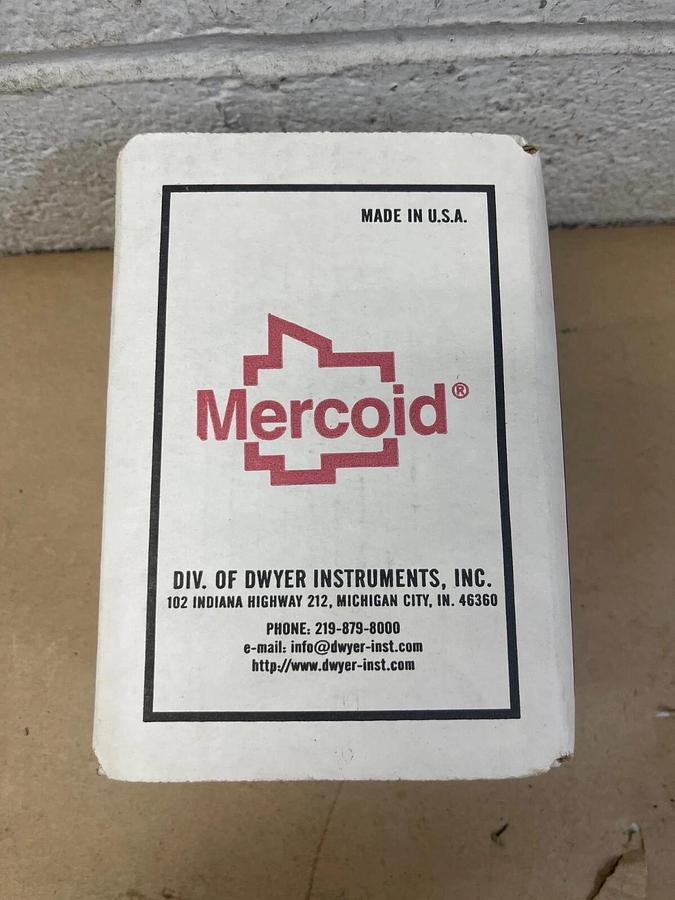 MADE IN U.S.A.
Mercoid®
DIV. OF DWYER INSTRUMENTS, INC.
102 INDIANA HIGHWAY 212, MICHIGAN CITY, IN. 46360
PHONE: 219-879-8000
e-mail: info@dwyer-inst.com
http://www.dwyer-inst.com